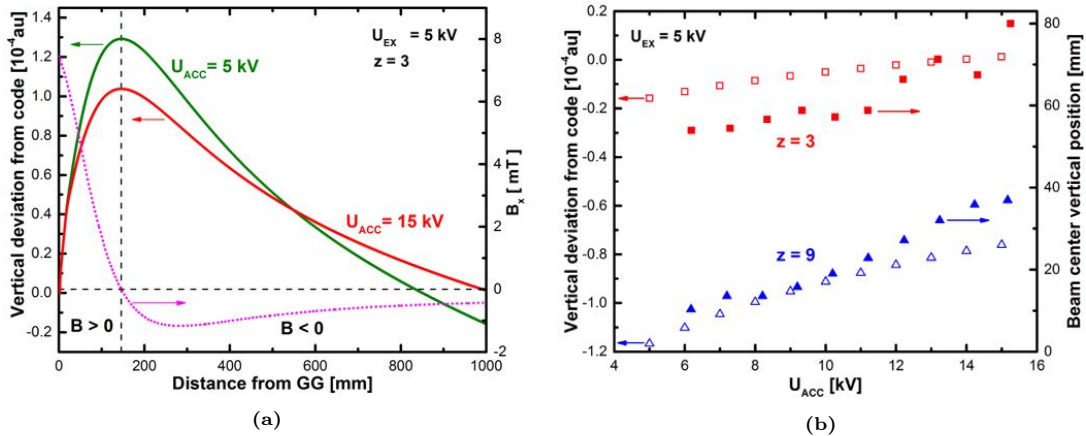 1.4
1.2
1.0
0.8
0.6
0.4
0.2
0.0
-0.2
Vertical deviation from code [10⁻⁴au]
U_EX = 5 kV
z = 3
U_ACC = 5 kV
U_ACC = 15 kV
B > 0
B < 0
8
6
4
2
0
-2
B_x [ mT]
0 200 400 600 800 1000
Distance from GG [mm]
(a)
0.2
0.0
-0.2
-0.4
-0.6
-0.8
-1.0
-1.2
Vertical deviation from code [10⁻⁴au]
U_EX = 5 kV
z = 3
z = 9
80
60
40
20
0
Beam center vertical position [mm]
4 6 8 10 12 14 16
U_ACC [kV]
(b)